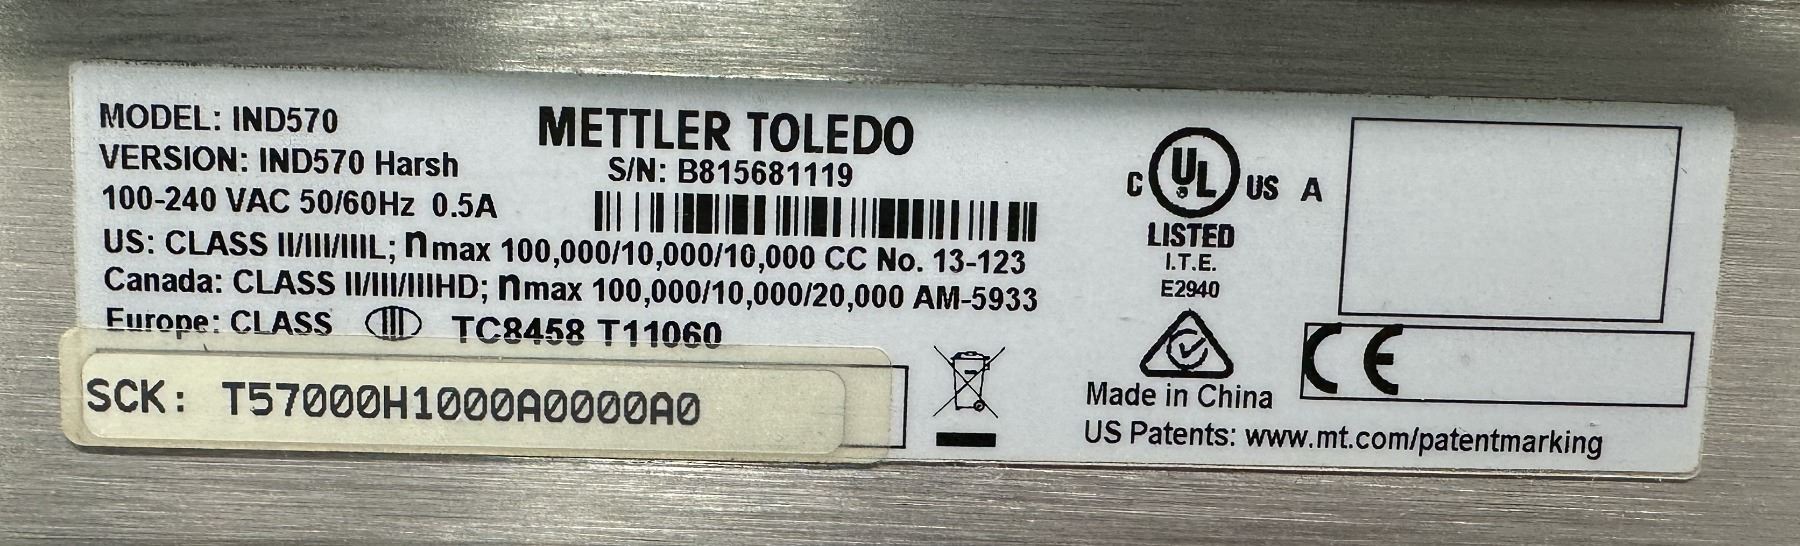 MODEL: IND570
VERSION: IND570 Harsh
100-240 VAC 50/60Hz 0.5A
METTLER TOLEDO
S/N: B815681119
US: CLASS II/III/IIIL; nmax 100,000/10,000/10,000 CC No. 13-123
Canada: CLASS II/III/IIIHD; nmax 100,000/10,000/20,000 AM-5933
Europe: CLASS III TC8458 T11060
SCK: T57000H1000A0000A0
C UL US A
LISTED
I.T.E.
E2940
CE
Made in China
US Patents: www.mt.com/patentmarking